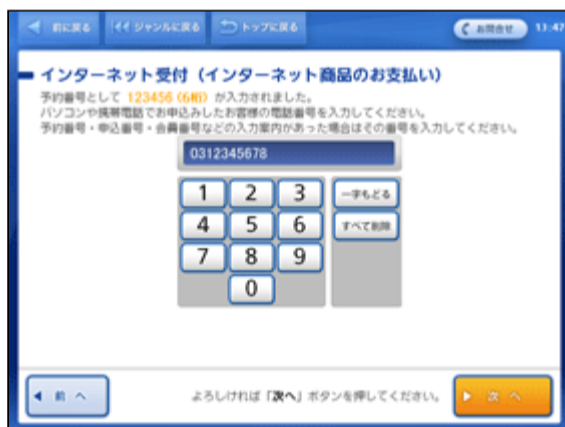 前に戻る
ジャンルに戻る
トップに戻る
お問合せ
13:47
インターネット受付（インターネット商品のお支払い）
予約番号として 123456（6桁） が入力されました。
パソコンや携帯電話でお申込みしたお客様の電話番号を入力してください。
予約番号・申込番号・会員番号などの入力案内があった場合はその番号を入力してください。
0312345678
1 2 3 一字もどる
4 5 6 すべて削除
7 8 9
0
前 へ
よろしければ「次へ」ボタンを押してください。
次 へ